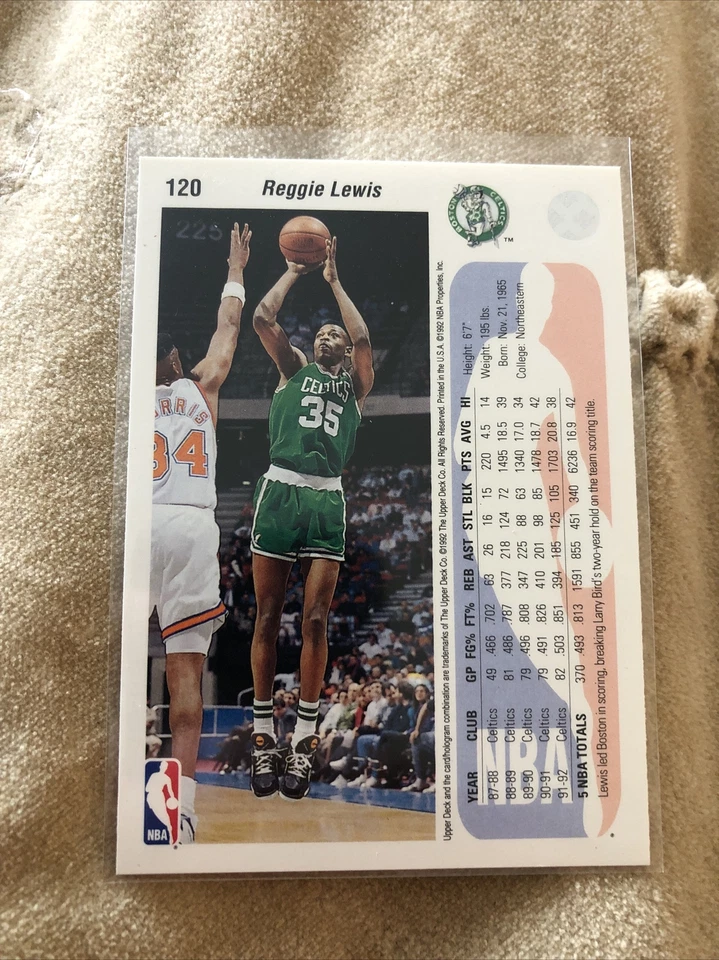 120 Reggie Lewis
225
BOSTON CELTICS
TM
CELTICS
35
34
NBA
Upper Deck and the card/hologram combination are trademarks of The Upper Deck Co. ©1992 The Upper Deck Co. All Rights Reserved. Printed in the U.S.A. ©1992 NBA Properties, Inc.
Height: 6'7"
Weight: 195 lbs.
Born: Nov. 21, 1965
College: Northeastern
NBA
YEAR CLUB GP FG% FT% REB AST STL BLK PTS AVG HI
87-88 Celtics 49 .466 .702 63 26 16 15 220 4.5 14
88-89 Celtics 81 .486 .787 377 218 124 72 1495 18.5 39
89-90 Celtics 79 .496 .808 347 225 88 63 1340 17.0 34
90-91 Celtics 79 .491 .826 410 201 98 85 1478 18.7 42
91-92 Celtics 82 .503 .851 394 185 125 105 1703 20.8 38
5 NBA TOTALS 370 .493 .813 1591 855 451 340 6236 16.9 42
Lewis led Boston in scoring, breaking Larry Bird's two-year hold on the team scoring title.